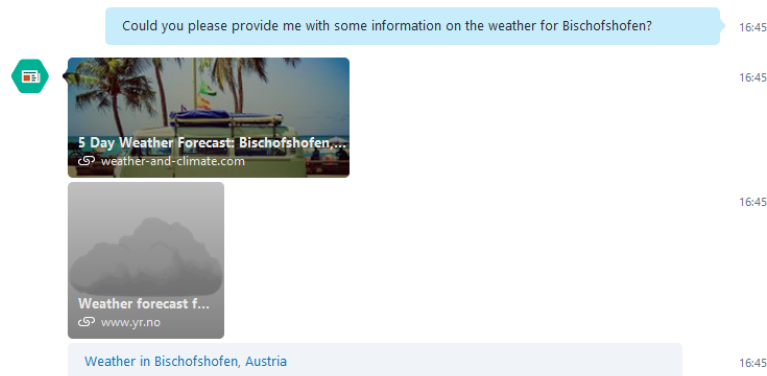 Could you please provide me with some information on the weather for Bischofshofen?
16:45
16:45
5 Day Weather Forecast: Bischofshofen,...
weather-and-climate.com
16:45
Weather forecast f...
www.yr.no
Weather in Bischofshofen, Austria
16:45